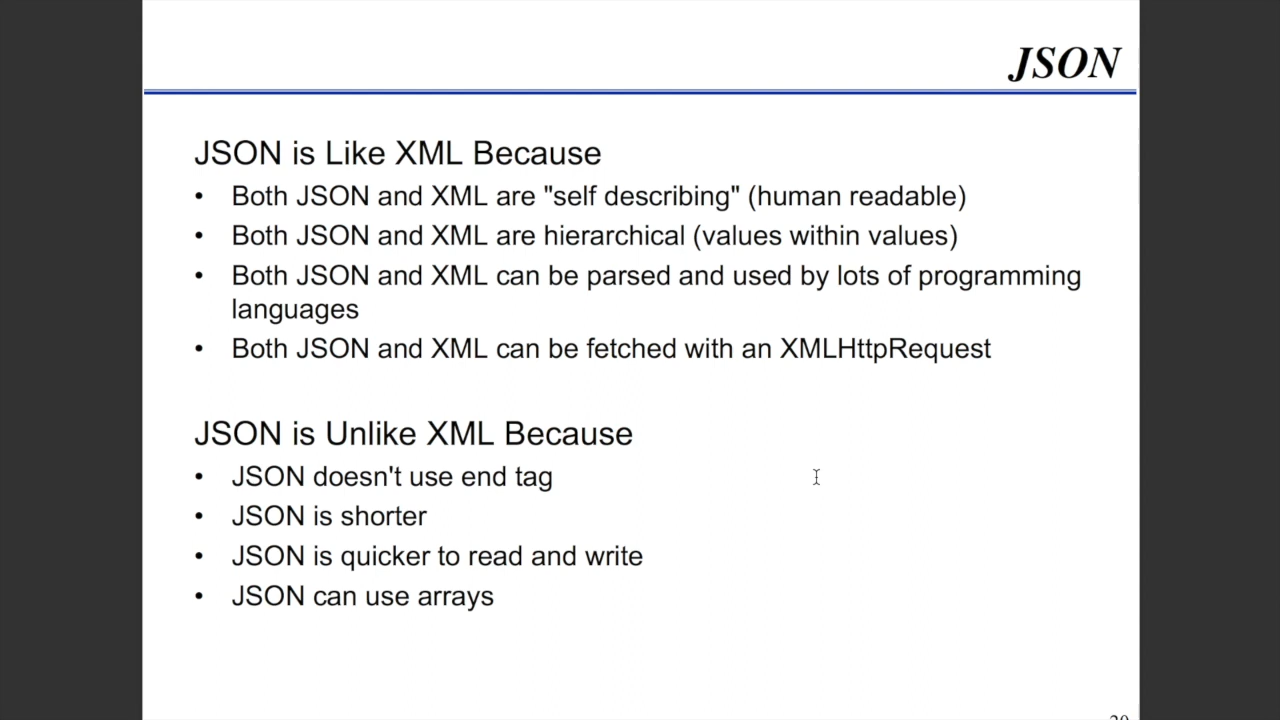 JSON
JSON is Like XML Because
• Both JSON and XML are "self describing" (human readable)
• Both JSON and XML are hierarchical (values within values)
• Both JSON and XML can be parsed and used by lots of programming
languages
• Both JSON and XML can be fetched with an XMLHttpRequest
JSON is Unlike XML Because
• JSON doesn't use end tag
• JSON is shorter
• JSON is quicker to read and write
• JSON can use arrays